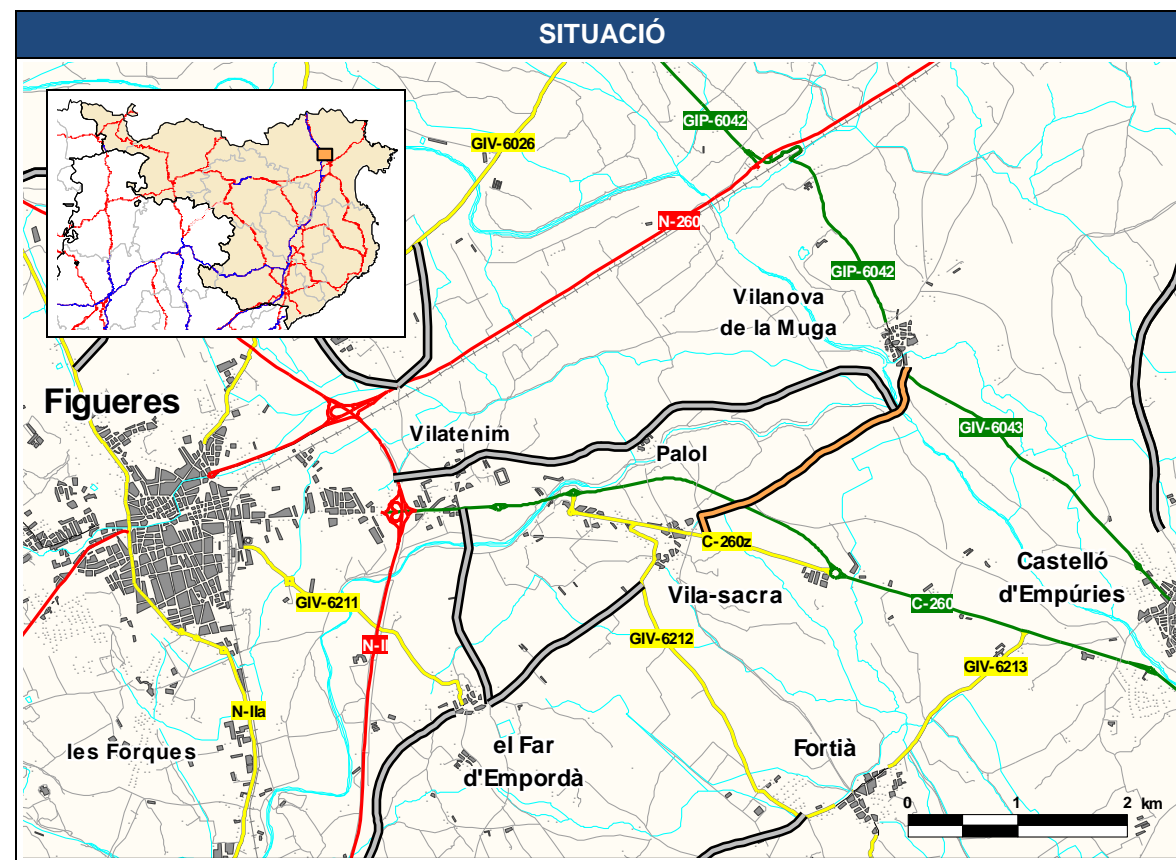 SITUACIÓ
GIP-6042
GIV-6026
N-260
GIP-6042
Vilanova
de la Muga
Figueres
Vilatenim
GIV-6043
Palol
C-260z
Castelló
d'Empúries
Vila-sacra
C-260
GIV-6211
GIV-6212
N-II
GIV-6213
N-IIa
les Fòrques
el Far
d'Empordà
Fortià
0 1 2 km